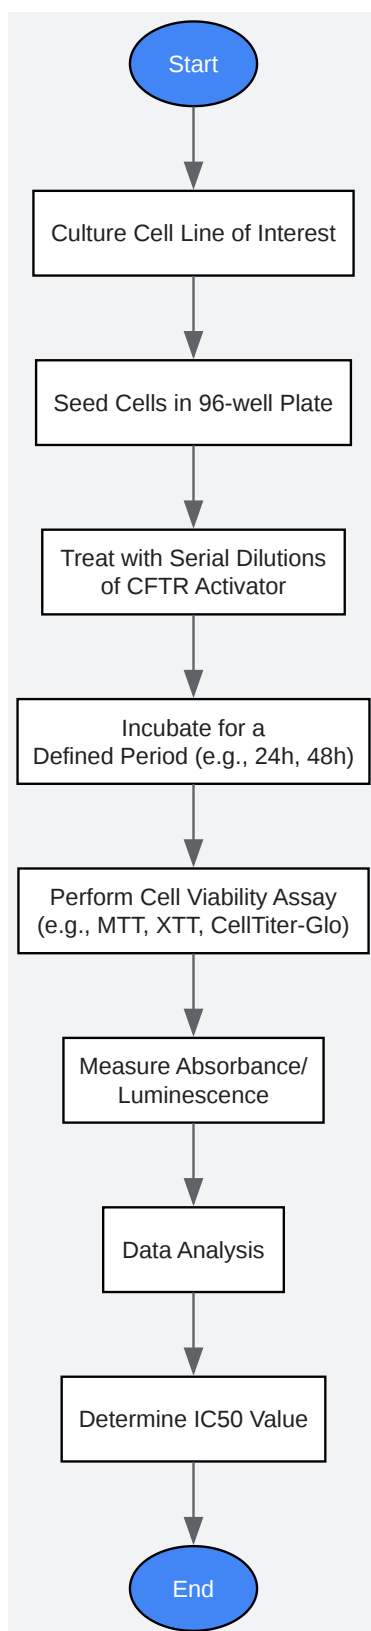 Start
Culture Cell Line of Interest
Seed Cells in 96-well Plate
Treat with Serial Dilutions
of CFTR Activator
Incubate for a
Defined Period (e.g., 24h, 48h)
Perform Cell Viability Assay
(e.g., MTT, XTT, CellTiter-Glo)
Measure Absorbance/
Luminescence
Data Analysis
Determine IC50 Value
End